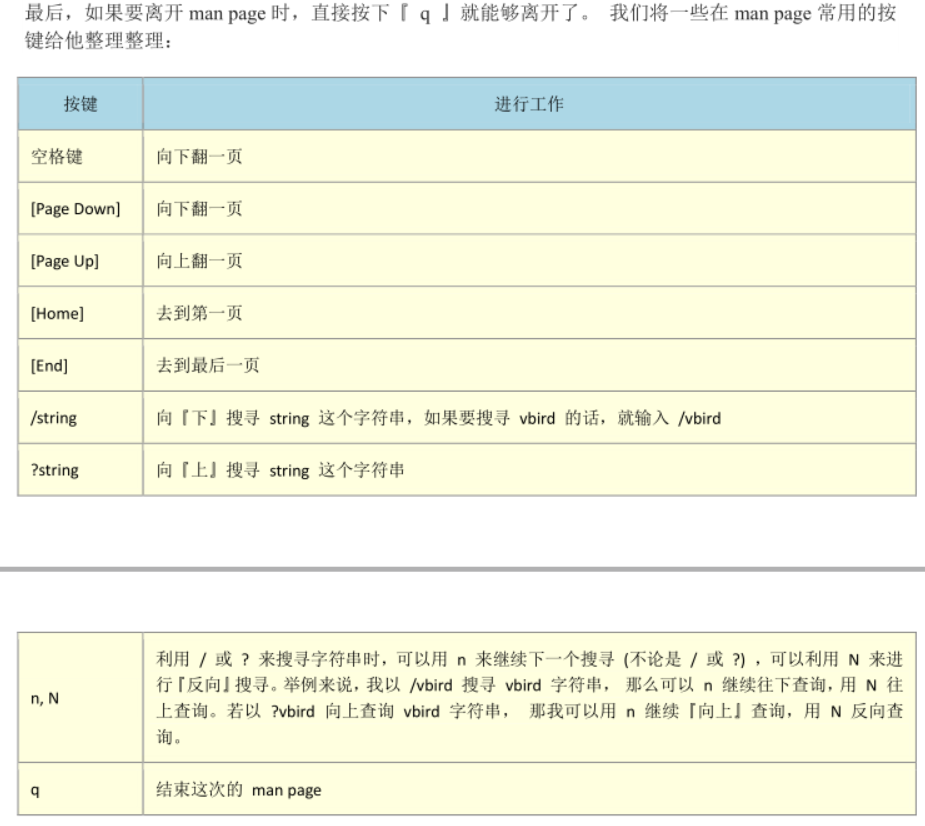 最后，如果要离开 man page 时，直接按下『 q 』就能够离开了。 我们将一些在 man page 常用的按
键给他整理整理：
按键 进行工作
空格键 向下翻一页
[Page Down] 向下翻一页
[Page Up] 向上翻一页
[Home] 去到第一页
[End] 去到最后一页
/string 向『下』搜寻 string 这个字符串，如果要搜寻 vbird 的话，就输入 /vbird
?string 向『上』搜寻 string 这个字符串
利用 / 或 ? 来搜寻字符串时，可以用 n 来继续下一个搜寻 (不论是 / 或 ?) ，可以利用 N 来进
行『反向』搜寻。举例来说，我以 /vbird 搜寻 vbird 字符串， 那么可以 n 继续往下查询，用 N 往
n, N
上查询。若以 ?vbird 向上查询 vbird 字符串， 那我可以用 n 继续『向上』查询，用 N 反向查
询。
q 结束这次的 man page